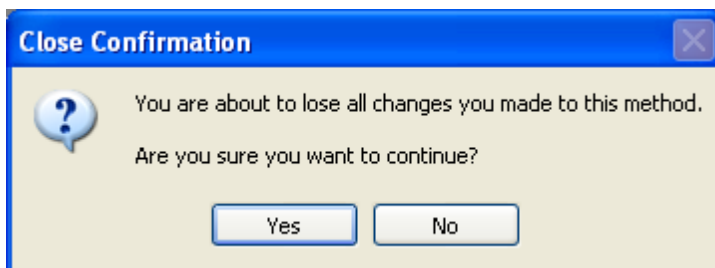 Close Confirmation
You are about to lose all changes you made to this method.
Are you sure you want to continue?
Yes No